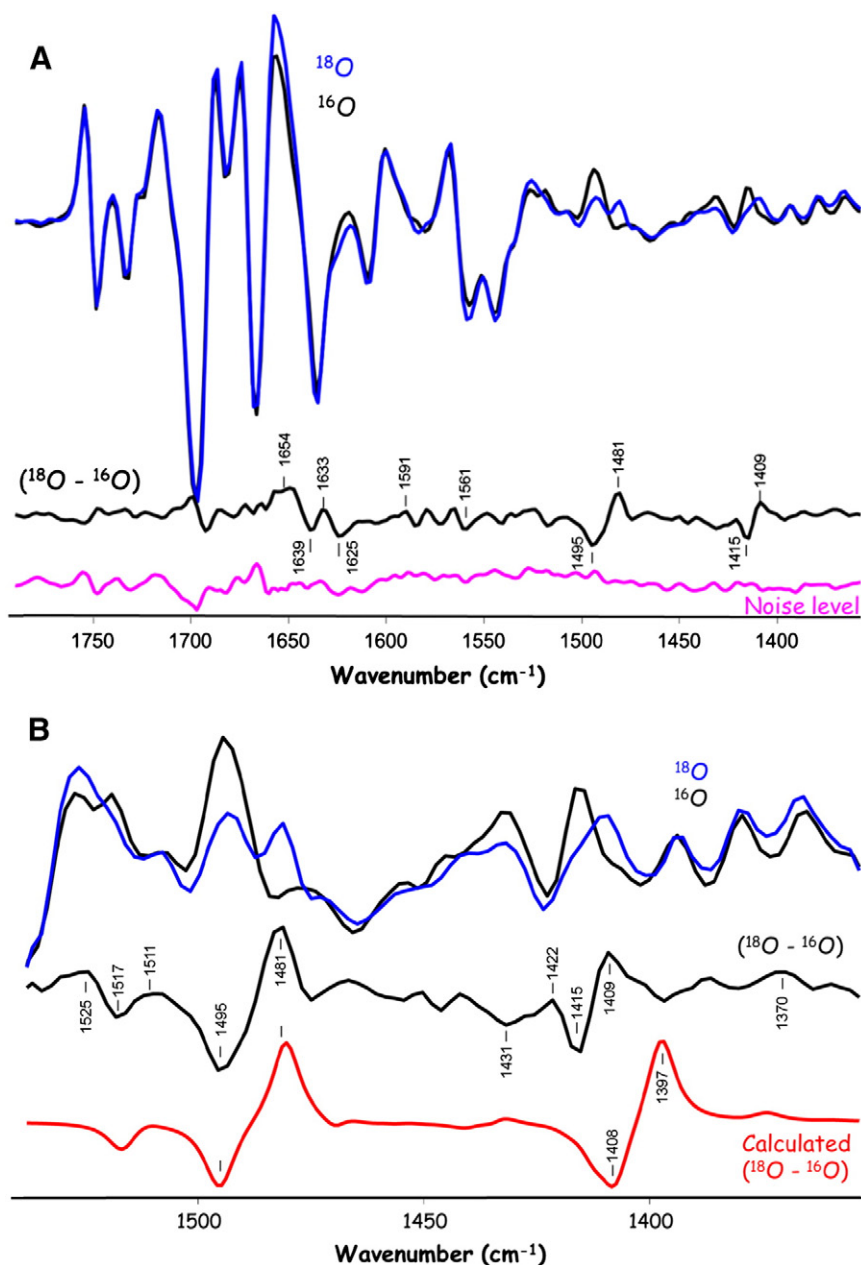 A
¹⁸O
¹⁶O
(¹⁸O - ¹⁶O)
1654
1633
1591
1561
1481
1409
1639
1625
1495
1415
Noise level
1750 1700 1650 1600 1550 1500 1450 1400
Wavenumber (cm⁻¹)
B
¹⁸O
¹⁶O
(¹⁸O - ¹⁶O)
1525
1517
1511
1495
1481
1431
1422
1415
1409
1370
1397
1408
Calculated
(¹⁸O - ¹⁶O)
1500 1450 1400
Wavenumber (cm⁻¹)